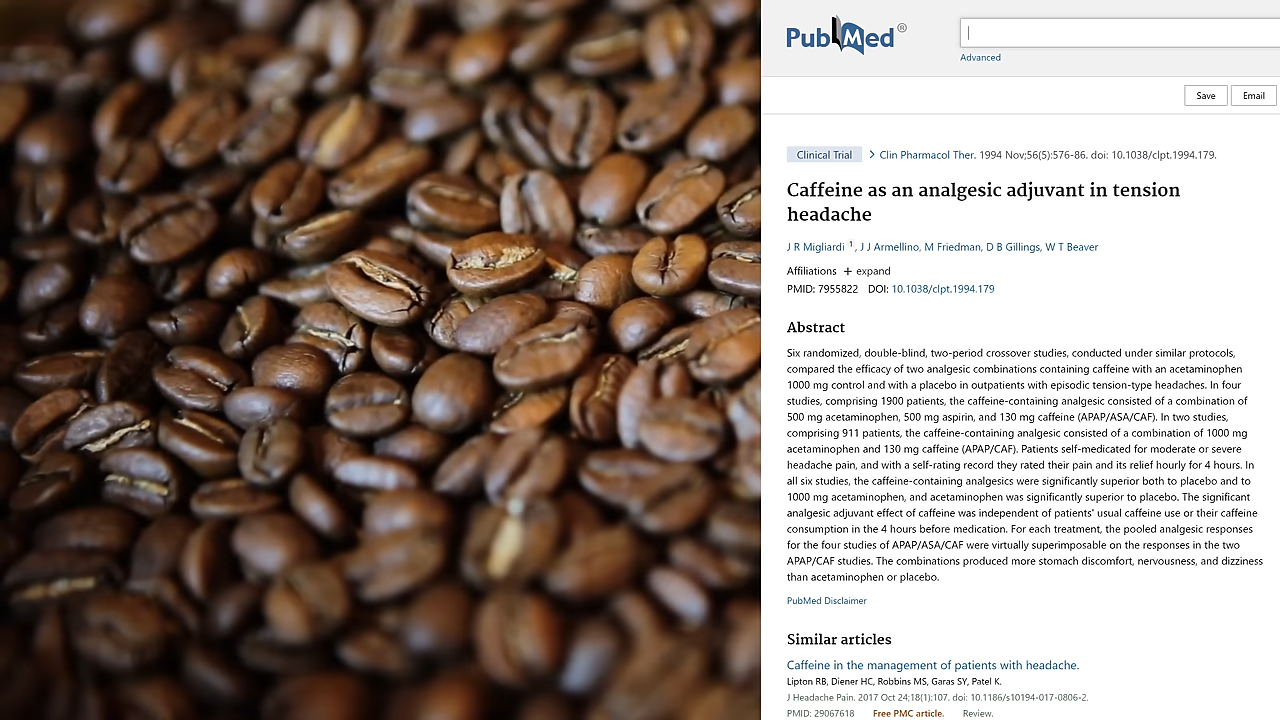 PubMed®
Advanced
Save
Email
Clinical Trial
Clin Pharmacol Ther. 1994 Nov;56(5):576-86. doi: 10.1038/clpt.1994.179.
Caffeine as an analgesic adjuvant in tension
headache
J R Migliardi 1, J J Armellino, M Friedman, D B Gillings, W T Beaver
Affiliations + expand
PMID: 7955822 DOI: 10.1038/clpt.1994.179
Abstract
Six randomized, double-blind, two-period crossover studies, conducted under similar protocols,
compared the efficacy of two analgesic combinations containing caffeine with an acetaminophen
1000 mg control and with a placebo in outpatients with episodic tension-type headaches. In four
studies, comprising 1900 patients, the caffeine-containing analgesic consisted of a combination of
500 mg acetaminophen, 500 mg aspirin, and 130 mg caffeine (APAP/ASA/CAF). In two studies,
comprising 911 patients, the caffeine-containing analgesic consisted of a combination of 1000 mg
acetaminophen and 130 mg caffeine (APAP/CAF). Patients self-medicated for moderate or severe
headache pain, and with a self-rating record they rated their pain and its relief hourly for 4 hours. In
all six studies, the caffeine-containing analgesics were significantly superior both to placebo and to
1000 mg acetaminophen, and acetaminophen was significantly superior to placebo. The significant
analgesic adjuvant effect of caffeine was independent of patients' usual caffeine use or their caffeine
consumption in the 4 hours before medication. For each treatment, the pooled analgesic responses
for the four studies of APAP/ASA/CAF were virtually superimposable on the responses in the two
APAP/CAF studies. The combinations produced more stomach discomfort, nervousness, and dizziness
than acetaminophen or placebo.
PubMed Disclaimer
Similar articles
Caffeine in the management of patients with headache.
Lipton RB, Diener HC, Robbins MS, Garas SY, Patel K.
J Headache Pain. 2017 Oct 24;18(1):107. doi: 10.1186/s10194-017-0806-2.
PMID: 29067618 Free PMC article. Review.